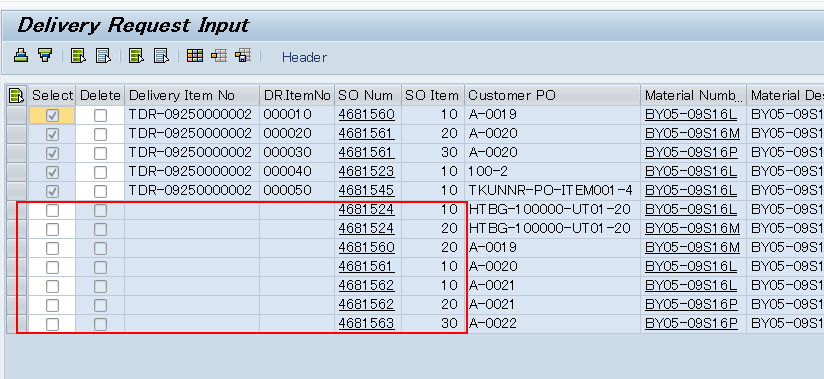 Delivery Request Input
Header
Select Delete Delivery Item No DR.ItemNo SO Num SO Item Customer PO Material Numb.. Material Des
TDR-09250000002 000010 4681560 10 A-0019 BY05-09S16L BY05-09S1
TDR-09250000002 000020 4681561 20 A-0020 BY05-09S16M BY05-09S1
TDR-09250000002 000030 4681561 30 A-0020 BY05-09S16P BY05-09S1
TDR-09250000002 000040 4681523 10 100-2 BY05-09S16L BY05-09S1
TDR-09250000002 000050 4681545 10 TKUNNR-PO-ITEM001-4 BY05-09S16L BY05-09S1
4681524 10 HTBG-100000-UT01-20 BY05-09S16L BY05-09S1
4681524 20 HTBG-100000-UT01-20 BY05-09S16M BY05-09S1
4681560 20 A-0019 BY05-09S16M BY05-09S1
4681561 10 A-0020 BY05-09S16L BY05-09S1
4681562 10 A-0021 BY05-09S16L BY05-09S1
4681562 20 A-0021 BY05-09S16P BY05-09S1
4681563 30 A-0022 BY05-09S16P BY05-09S1